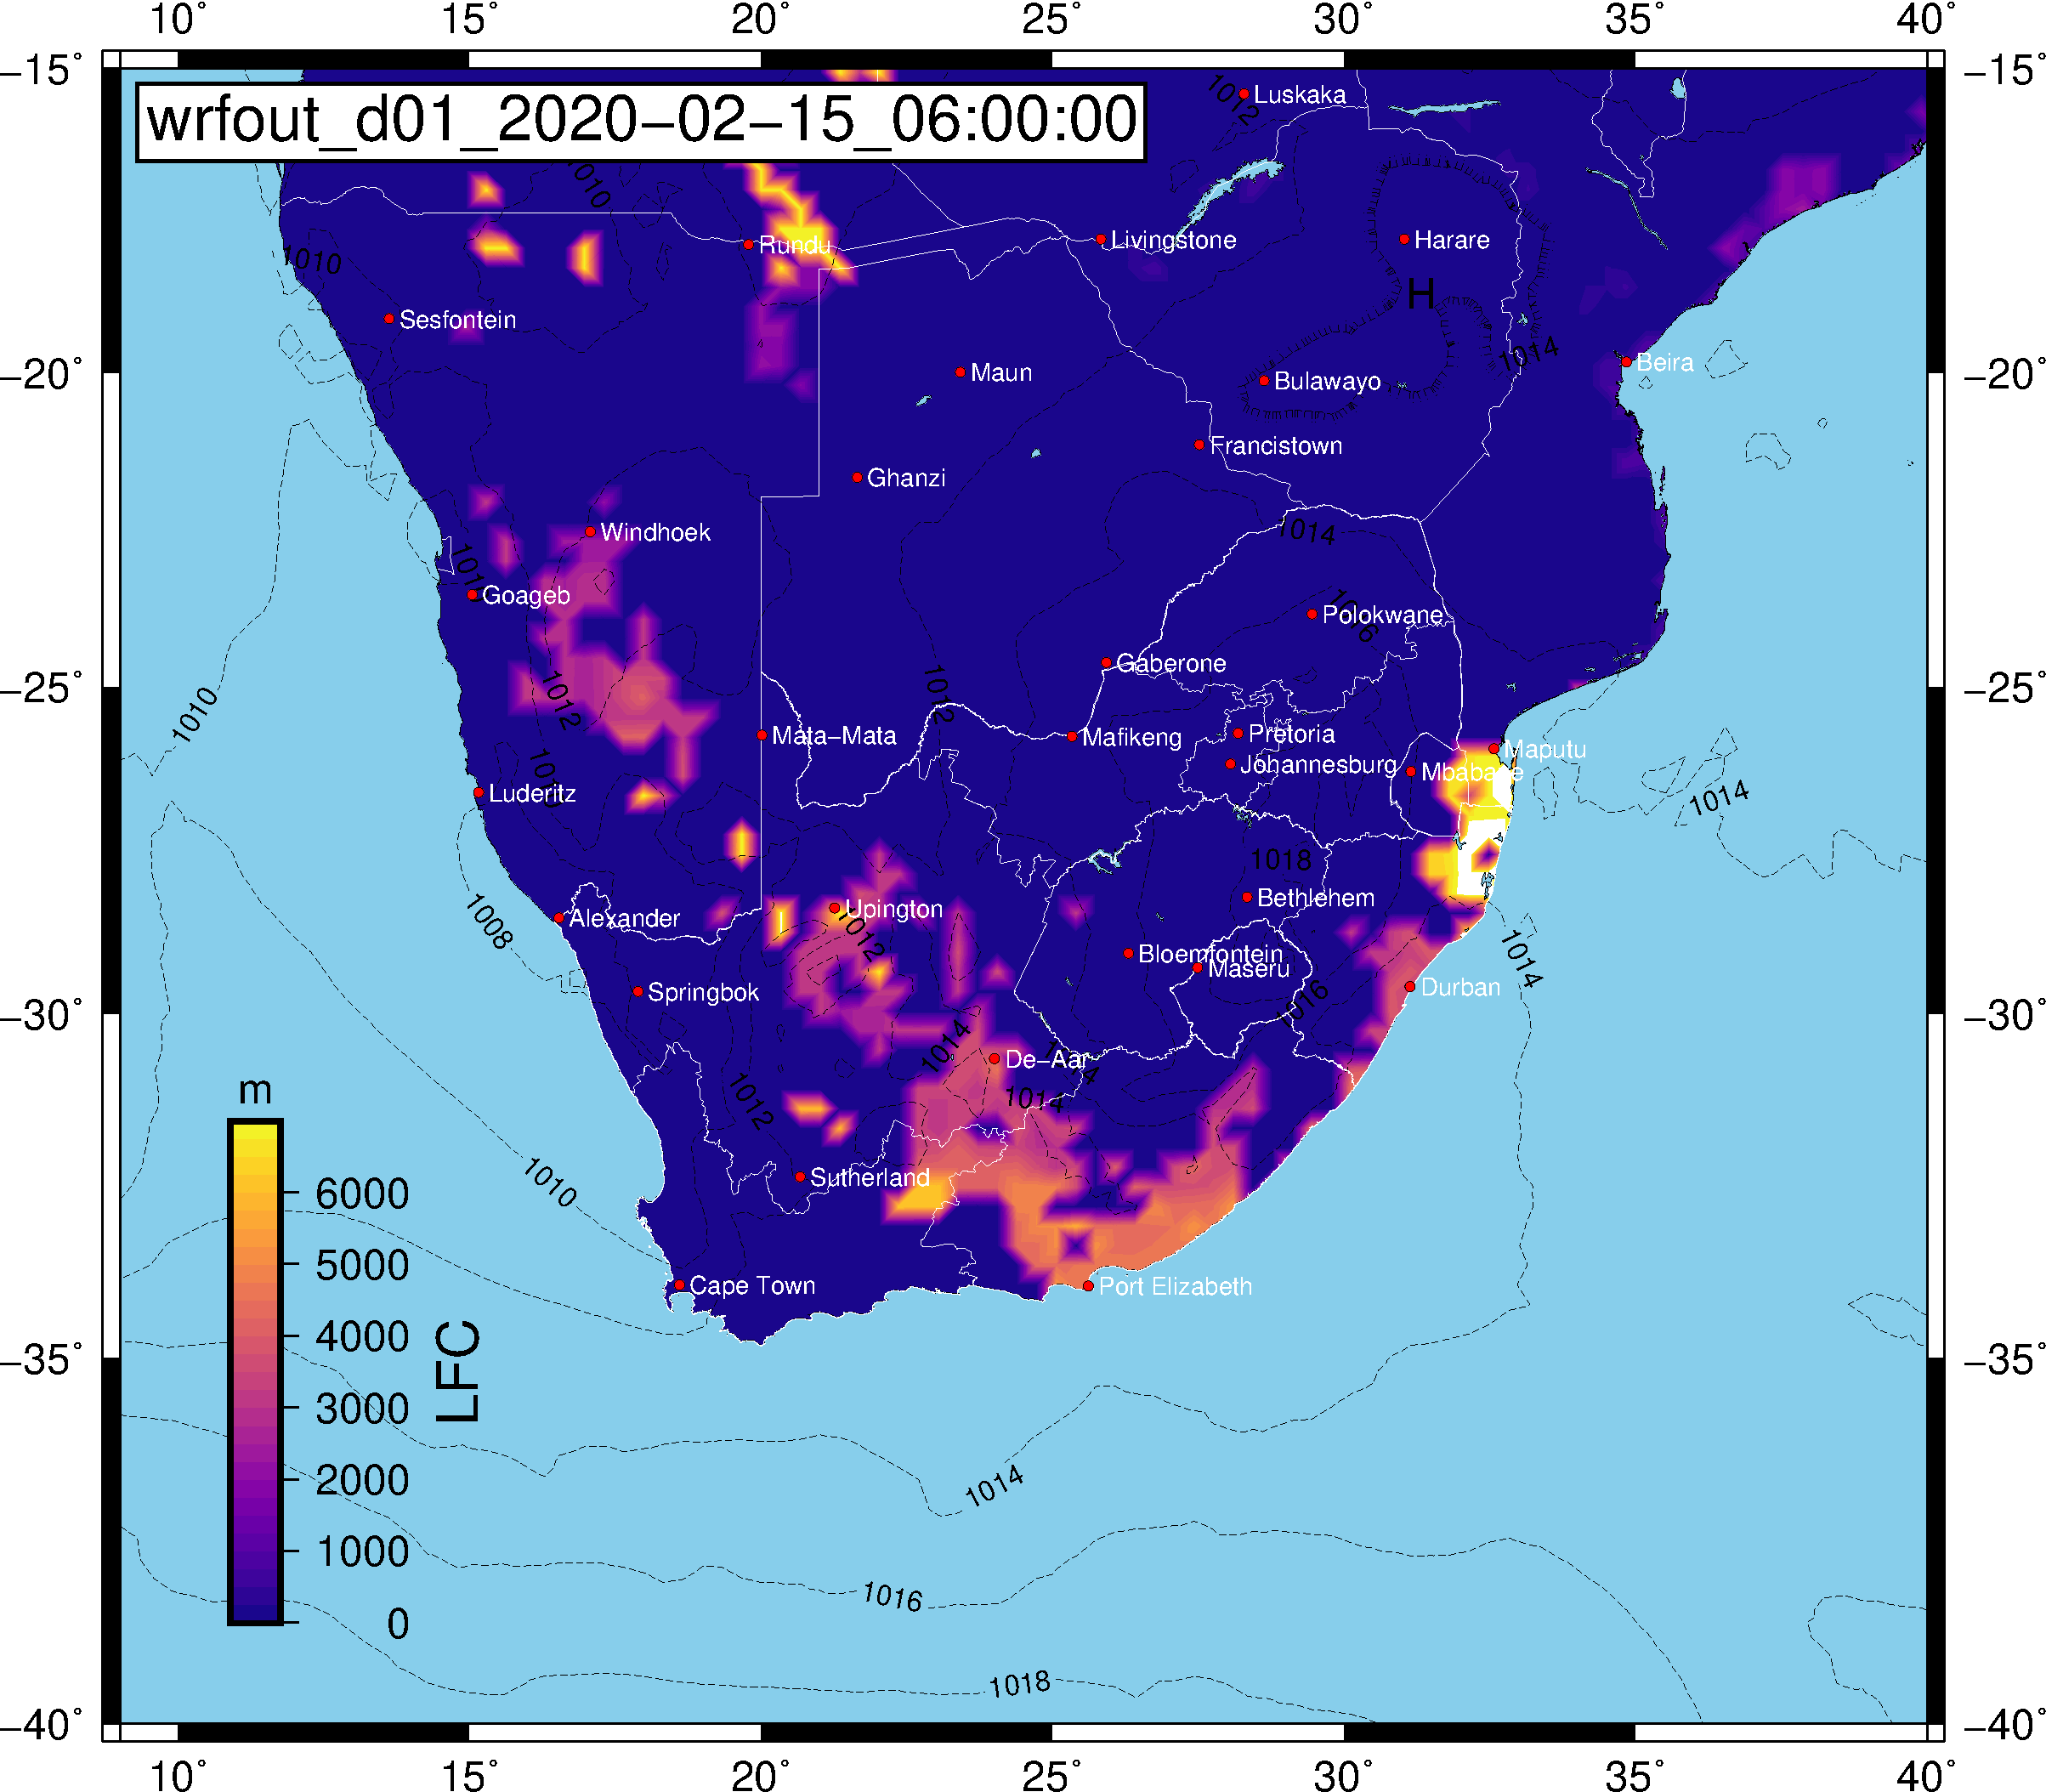 10° 15° 20° 25° 30° 35° 40°
-15° -15°
wrfout_d01_2020-02-15_06:00:00
1012 Luskaka
1010
Rundu Livingstone Harare
1010
H
Sesfontein
1014
-20° Maun Bulawayo Beira -20°
Francistown
Ghanzi
1014
Windhoek
Goageb
Polokwane
1016
Gaberone
-25° 1012 1012 -25°
1010
Mata-Mata Mafikeng Pretoria Maputu
Johannesburg Mbabane
Luderitz
1014
1018
Bethlehem
Alexander Upington
1008 1012
1014
Bloemfontein
Maseru
Springbok Durban
1016
-30° -30°
1014 De-Aar 1014
1014
1012
m
Sutherland
1010
6000
5000
Cape Town Port Elizabeth
4000
-35° -35°
LFC
3000
2000
1014
1000
1016
0
1018
-40° -40°
10° 15° 20° 25° 30° 35° 40°